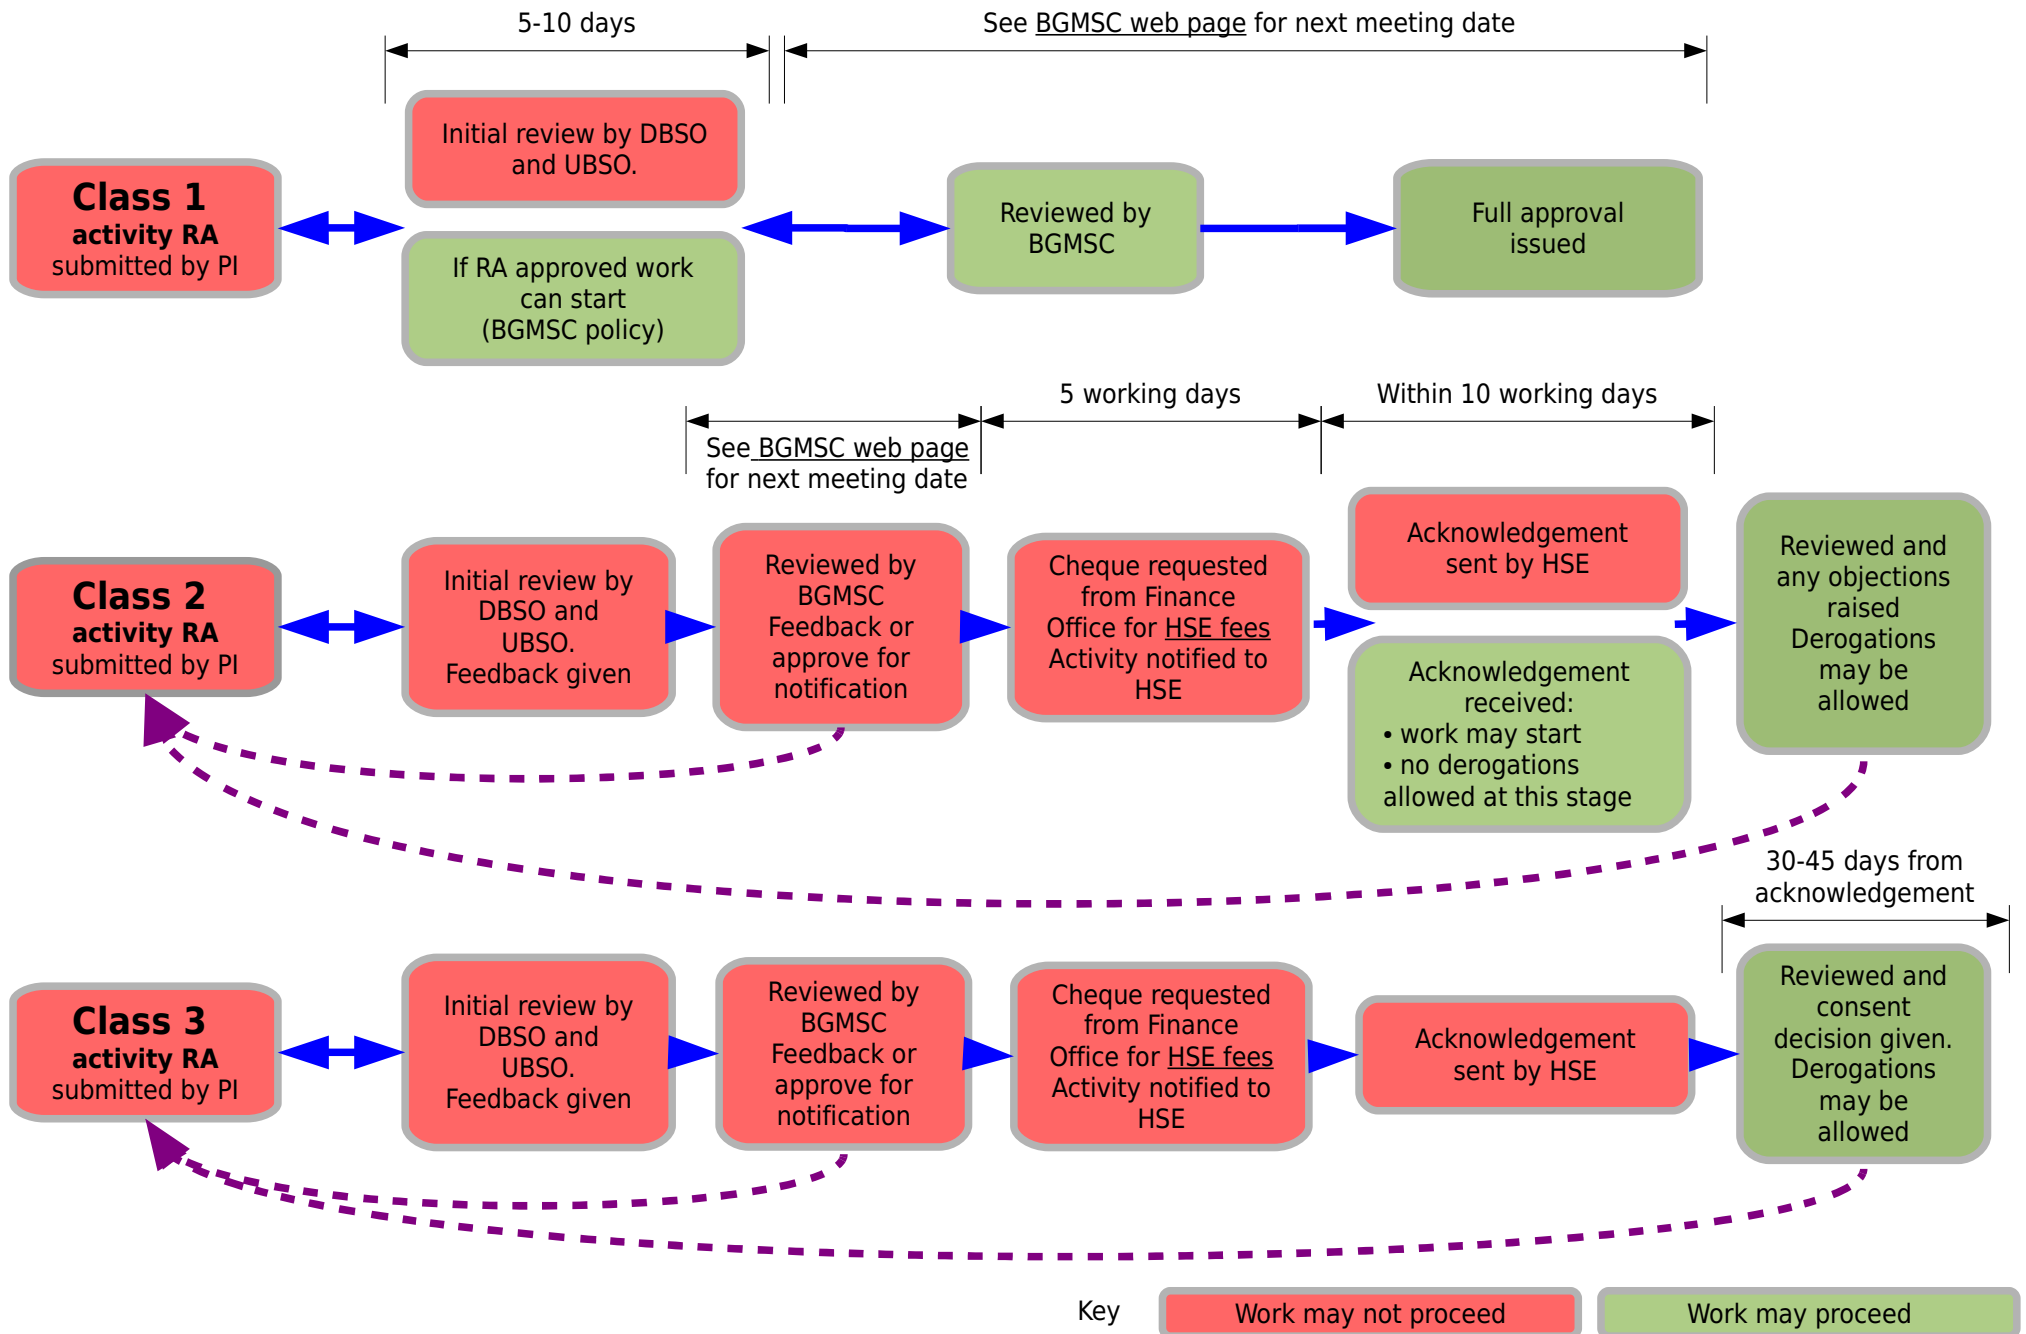 5-10 days
See BGMSC web page for next meeting date
Class 1
activity RA
submitted by PI
Initial review by DBSO
and UBSO.
If RA approved work
can start
(BGMSC policy)
Reviewed by
BGMSC
Full approval
issued
See BGMSC web page
for next meeting date
5 working days
Within 10 working days
Class 2
activity RA
submitted by PI
Initial review by
DBSO and
UBSO.
Feedback given
Reviewed by
BGMSC
Feedback or
approve for
notification
Cheque requested
from Finance
Office for HSE fees
Activity notified to
HSE
Acknowledgement
sent by HSE
Acknowledgement
received:
• work may start
• no derogations
allowed at this stage
Reviewed and
any objections
raised
Derogations
may be
allowed
30-45 days from
acknowledgement
Class 3
activity RA
submitted by PI
Initial review by
DBSO and
UBSO.
Feedback given
Reviewed by
BGMSC
Feedback or
approve for
notification
Cheque requested
from Finance
Office for HSE fees
Activity notified to
HSE
Acknowledgement
sent by HSE
Reviewed and
consent
decision given.
Derogations
may be
allowed
Key
Work may not proceed
Work may proceed